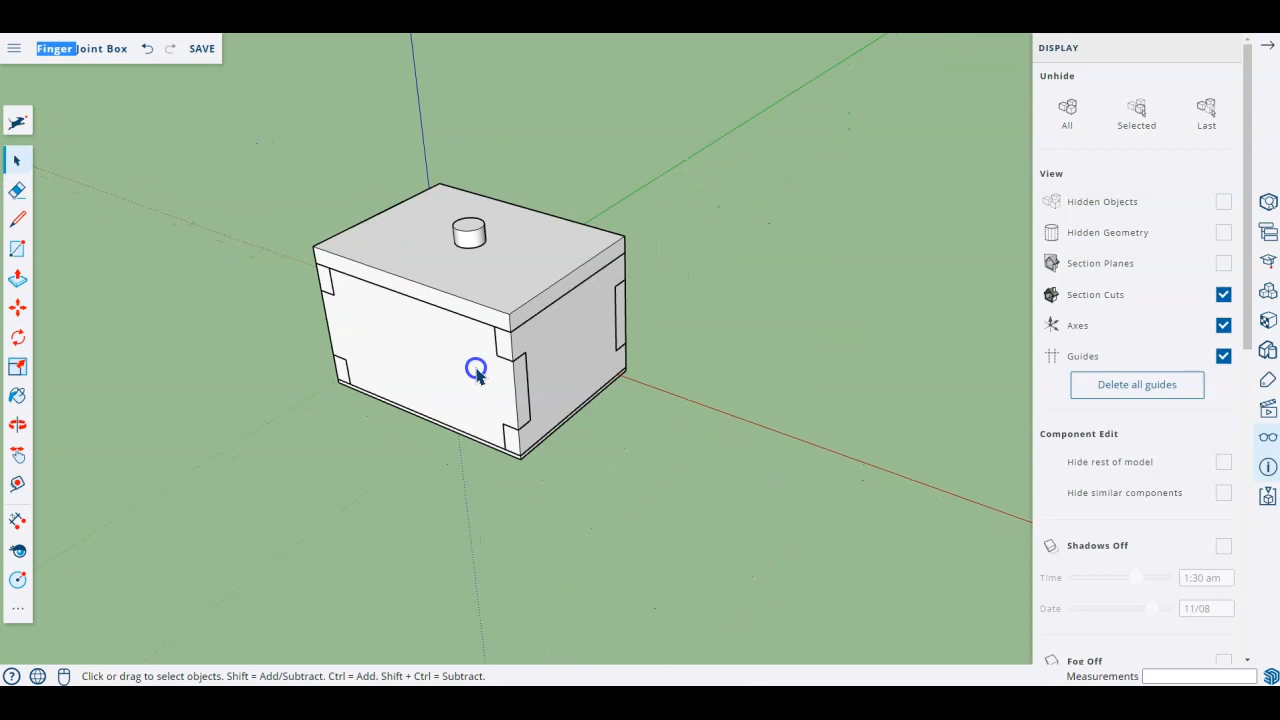 Finger Joint Box SAVE
DISPLAY
Unhide
All Selected Last
View
Hidden Objects
Hidden Geometry
Section Planes
Section Cuts
Axes
Guides
Delete all guides
Component Edit
Hide rest of model
Hide similar components
Shadows Off
Time 1:30 am
Date 11/08
Fog Off
Click or drag to select objects. Shift = Add/Subtract. Ctrl = Add. Shift + Ctrl = Subtract.
Measurements